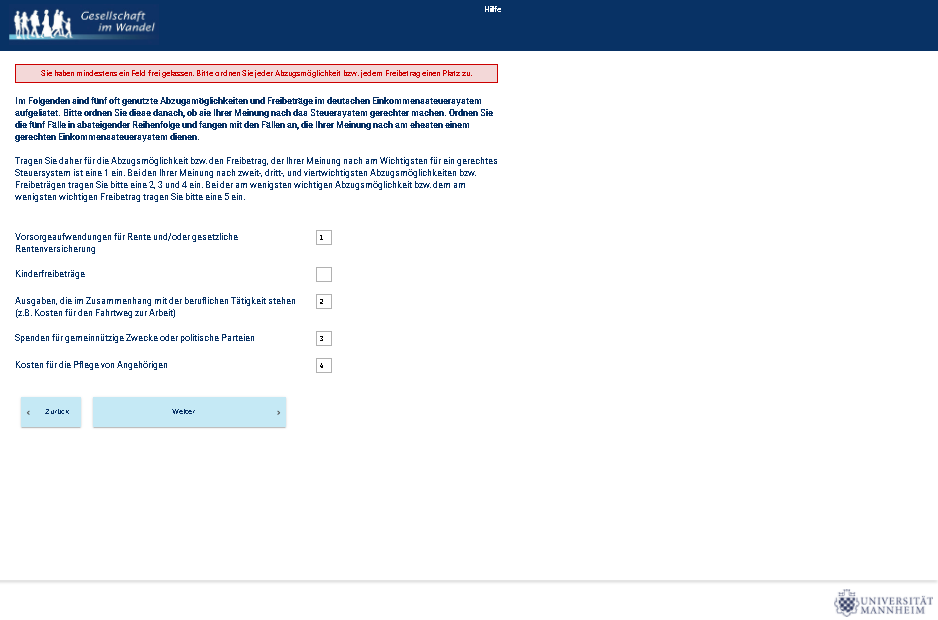 Gesellschaft
im Wandel
Hilfe
Sie haben mindestens ein Feld frei gelassen. Bitte ordnen Sie jeder Abzugsmöglichkeit bzw. jedem Freibetrag einen Platz zu.
Im Folgenden sind fünf oft genutzte Abzugsmöglichkeiten und Freibeträge im deutschen Einkommenssteuersystem
aufgelistet. Bitte ordnen Sie diese danach, ob sie Ihrer Meinung nach das Steuersystem gerechter machen. Ordnen Sie
die fünf Fälle in absteigender Reihenfolge und fangen mit den Fällen an, die Ihrer Meinung nach am ehesten einem
gerechten Einkommenssteuersystem dienen.
Tragen Sie daher für die Abzugsmöglichkeit bzw. den Freibetrag, der Ihrer Meinung nach am Wichtigsten für ein gerechtes
Steuersystem ist eine 1 ein. Bei den Ihrer Meinung nach zweit-, dritt-, und viertwichtigsten Abzugsmöglichkeiten bzw.
Freibeträgen tragen Sie bitte eine 2, 3 und 4 ein. Bei der am wenigsten wichtigen Abzugsmöglichkeit bzw. dem am
wenigsten wichtigen Freibetrag tragen Sie bitte eine 5 ein.
Vorsorgeaufwendungen für Rente und/oder gesetzliche 1
Rentenversicherung
Kinderfreibeträge
Ausgaben, die im Zusammenhang mit der beruflichen Tätigkeit stehen 2
(z.B. Kosten für den Fahrtweg zur Arbeit)
Spenden für gemeinnützige Zwecke oder politische Parteien 3
Kosten für die Pflege von Angehörigen 4
‹ Zurück Weiter ›
UNIVERSITÄT
MANNHEIM